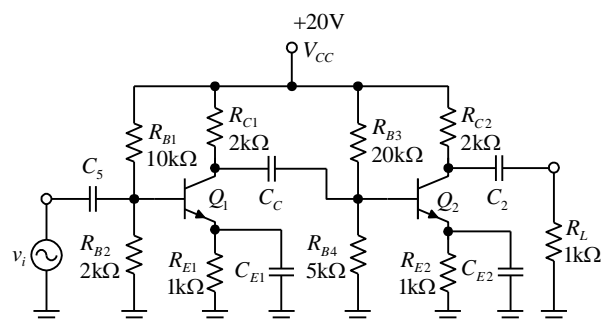 +20V
V_CC
R_B1
10kΩ
R_C1
2kΩ
R_B3
20kΩ
R_C2
2kΩ
C_5
Q_1
C_C
Q_2
C_2
v_i
R_B2
2kΩ
R_E1
1kΩ
C_E1
R_B4
5kΩ
R_E2
1kΩ
C_E2
R_L
1kΩ